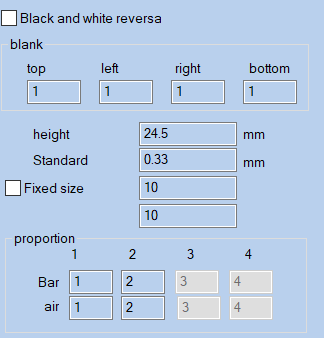 Black and white reversa
blank
top left right bottom
1 1 1 1
height 24.5 mm
Standard 0.33 mm
Fixed size 10
10
proportion
1 2 3 4
Bar 1 2 3 4
air 1 2 3 4